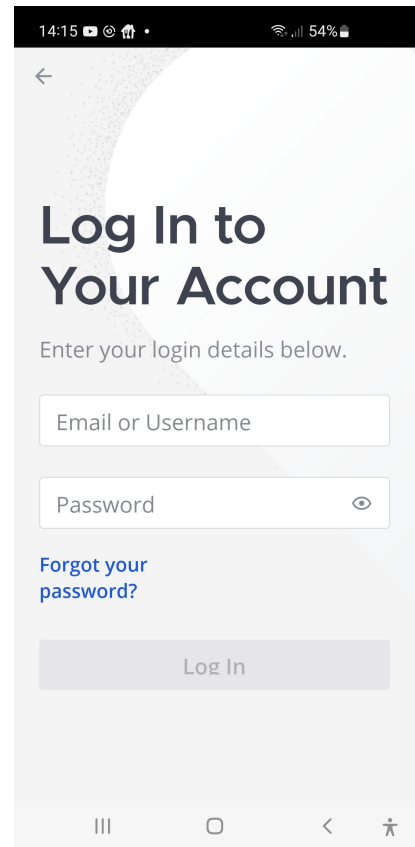 14:15 54%
Log In to
Your Account
Enter your login details below.
Email or Username
Password
Forgot your
password?
Log In